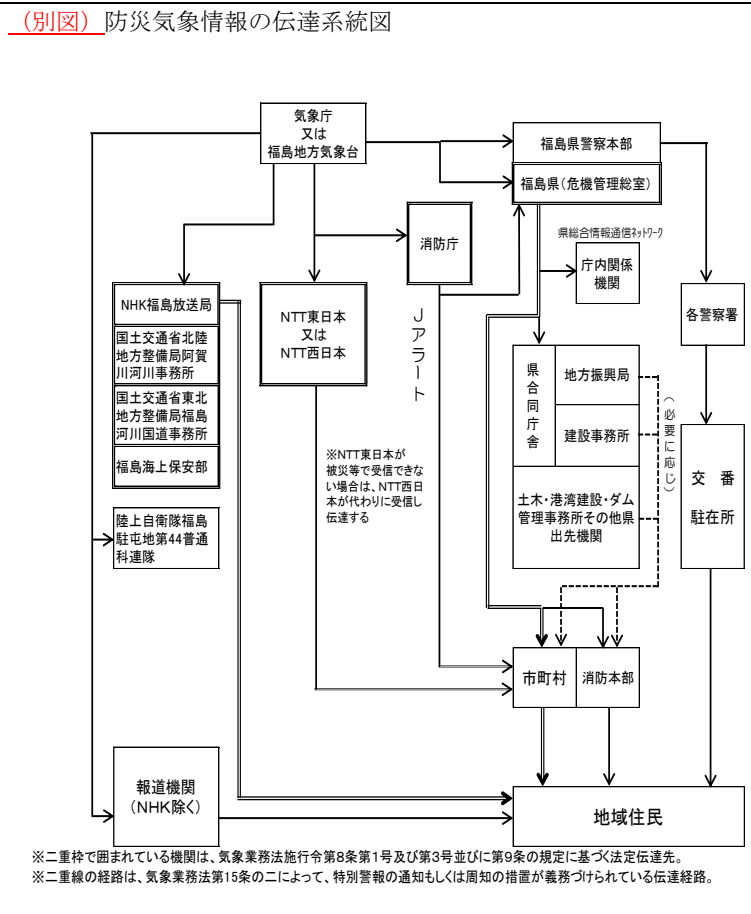 （別図）防災気象情報の伝達系統図
気象庁
又は
福島地方気象台
福島県警察本部
福島県（危機管理総室）
県総合情報通信ネットワーク
消防庁
庁内関係
機関
NHK福島放送局
国土交通省北陸
地方整備局阿賀
川河川事務所
国土交通省東北
地方整備局福島
河川国道事務所
福島海上保安部
NTT東日本
又は
NTT西日本
Jアラート
各警察署
県合同庁舎
地方振興局
建設事務所
（必要に応じ）
土木・港湾建設・ダム
管理事務所その他県
出先機関
※NTT東日本が
被災等で受信できな
い場合は、NTT西日
本が代わりに受信し
伝達する
交　番
駐在所
陸上自衛隊福島
駐屯地第44普通
科連隊
市町村
消防本部
報道機関
（NHK除く）
地域住民
※二重枠で囲まれている機関は、気象業務法施行令第8条第1号及び第3号並びに第9条の規定に基づく法定伝達先。
※二重線の経路は、気象業務法第15条の二によって、特別警報の通知もしくは周知の措置が義務づけられている伝達経路。